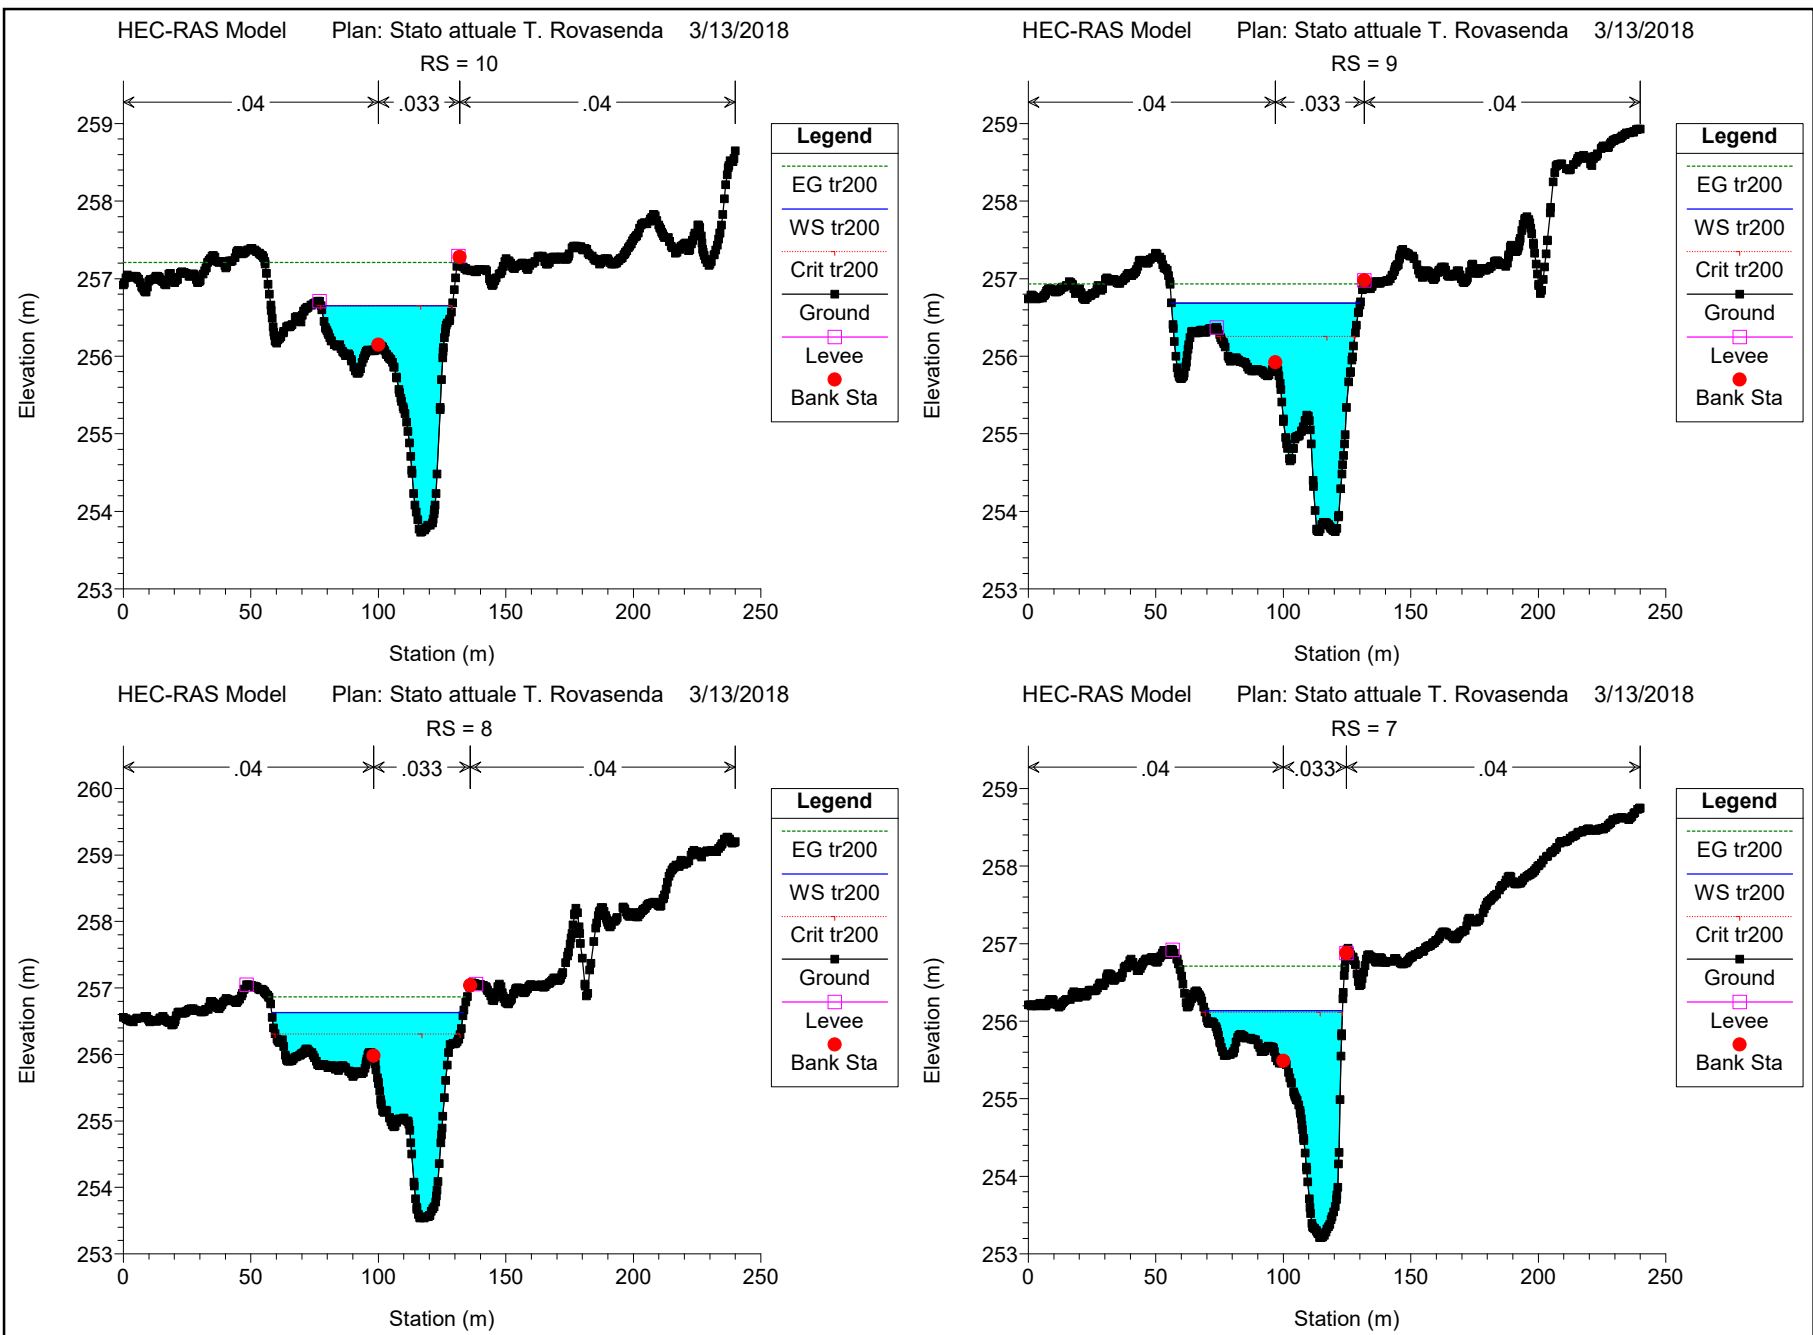 HEC-RAS Model Plan: Stato attuale T. Rovasenda 3/13/2018
RS = 10
.04 .033 .04
259
258
257
256
255
254
253
Elevation (m)
0 50 100 150 200 250
Station (m)
Legend
EG tr200
WS tr200
Crit tr200
Ground
Levee
Bank Sta
HEC-RAS Model Plan: Stato attuale T. Rovasenda 3/13/2018
RS = 9
.04 .033 .04
259
258
257
256
255
254
253
Elevation (m)
0 50 100 150 200 250
Station (m)
Legend
EG tr200
WS tr200
Crit tr200
Ground
Levee
Bank Sta
HEC-RAS Model Plan: Stato attuale T. Rovasenda 3/13/2018
RS = 8
.04 .033 .04
260
259
258
257
256
255
254
253
Elevation (m)
0 50 100 150 200 250
Station (m)
Legend
EG tr200
WS tr200
Crit tr200
Ground
Levee
Bank Sta
HEC-RAS Model Plan: Stato attuale T. Rovasenda 3/13/2018
RS = 7
.04 .033 .04
259
258
257
256
255
254
253
Elevation (m)
0 50 100 150 200 250
Station (m)
Legend
EG tr200
WS tr200
Crit tr200
Ground
Levee
Bank Sta